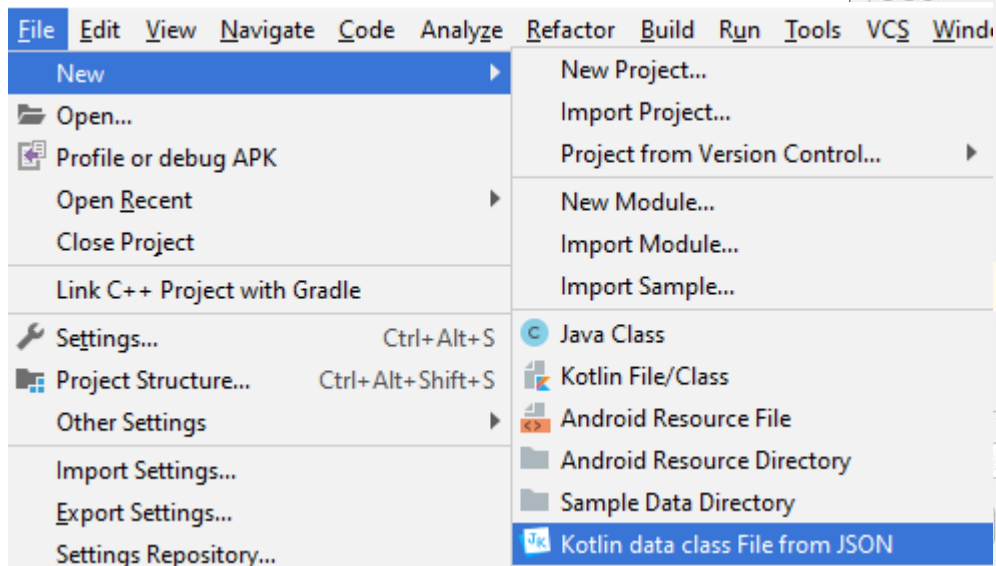 File Edit View Navigate Code Analyze Refactor Build Run Tools VCS
New
Open...
Profile or debug APK
Open Recent
Close Project
Link C++ Project with Gradle
Settings... Ctrl+Alt+S
Project Structure... Ctrl+Alt+Shift+S
Other Settings
Import Settings...
Export Settings...
Settings Repository...
New Project...
Import Project...
Project from Version Control...
New Module...
Import Module...
Import Sample...
Java Class
Kotlin File/Class
Android Resource File
Android Resource Directory
Sample Data Directory
Kotlin data class File from JSON